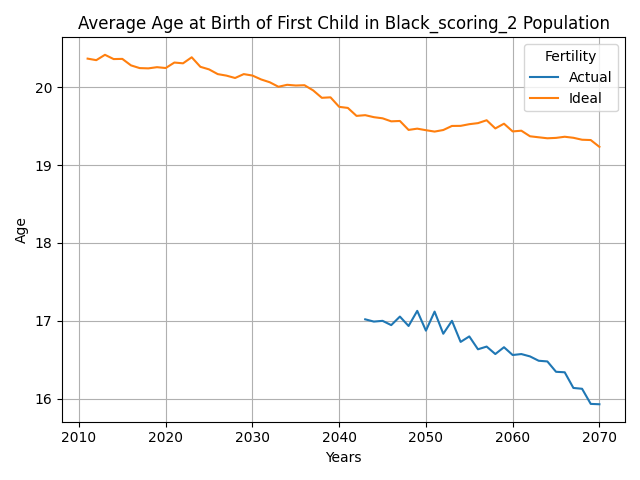 Average Age at Birth of First Child in Black_scoring_2 Population
Fertility
Actual
Ideal
Age
20
19
18
17
16
2010
2020
2030
2040
2050
2060
2070
Years